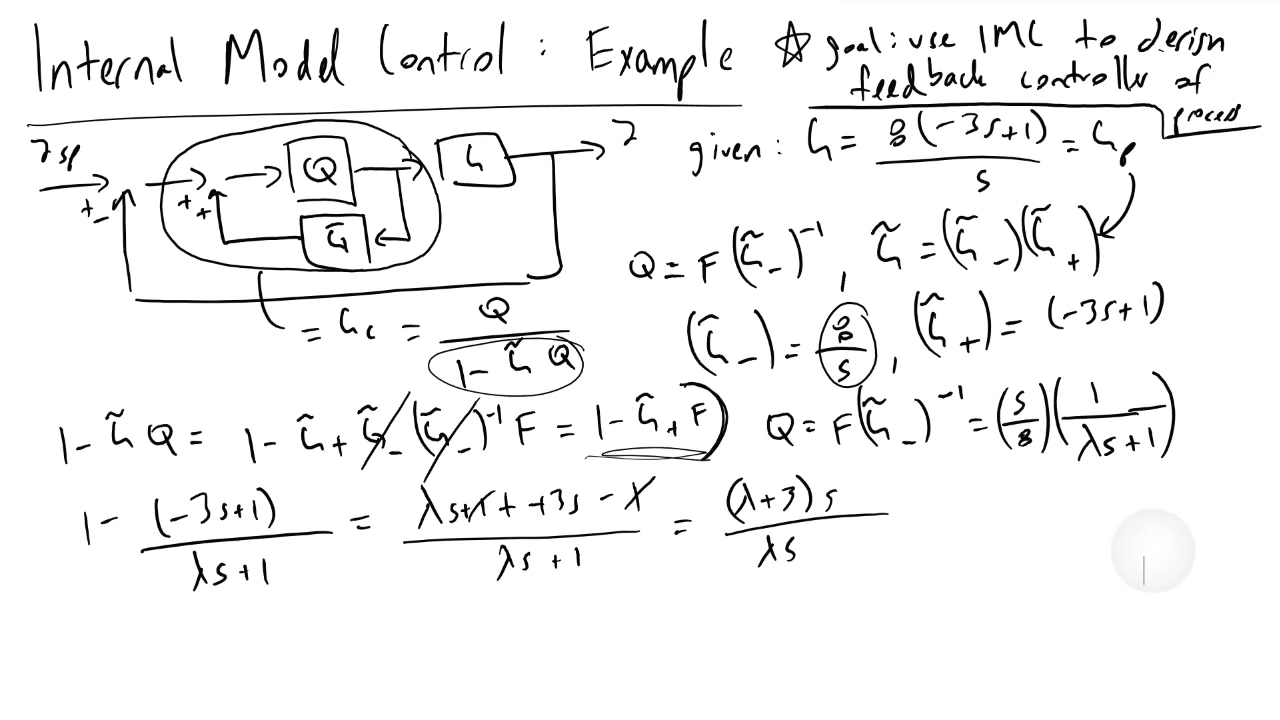 Internal Model Control : Example ☆ goal: use IMC to design
feedback controller of
process
given: G = 8(-3s+1)/s = Gp
ysp + - + + Q G y
G̃
Q = F(G̃-)^-1 , G̃ = (G̃-)(G̃+)
= Gc = Q/(1 - G̃ Q)
(G̃-) = 8/s , (G̃+) = (-3s+1)
1 - G̃ Q = 1 - G̃+ G̃- (G̃-)^-1 F = 1 - G̃+ F
Q = F(G̃-)^-1 = (s/8)(1/(λs+1))
1 - (-3s+1)/(λs+1) = (λs+1+3s-1)/(λs+1) = (λ+3)s/λs